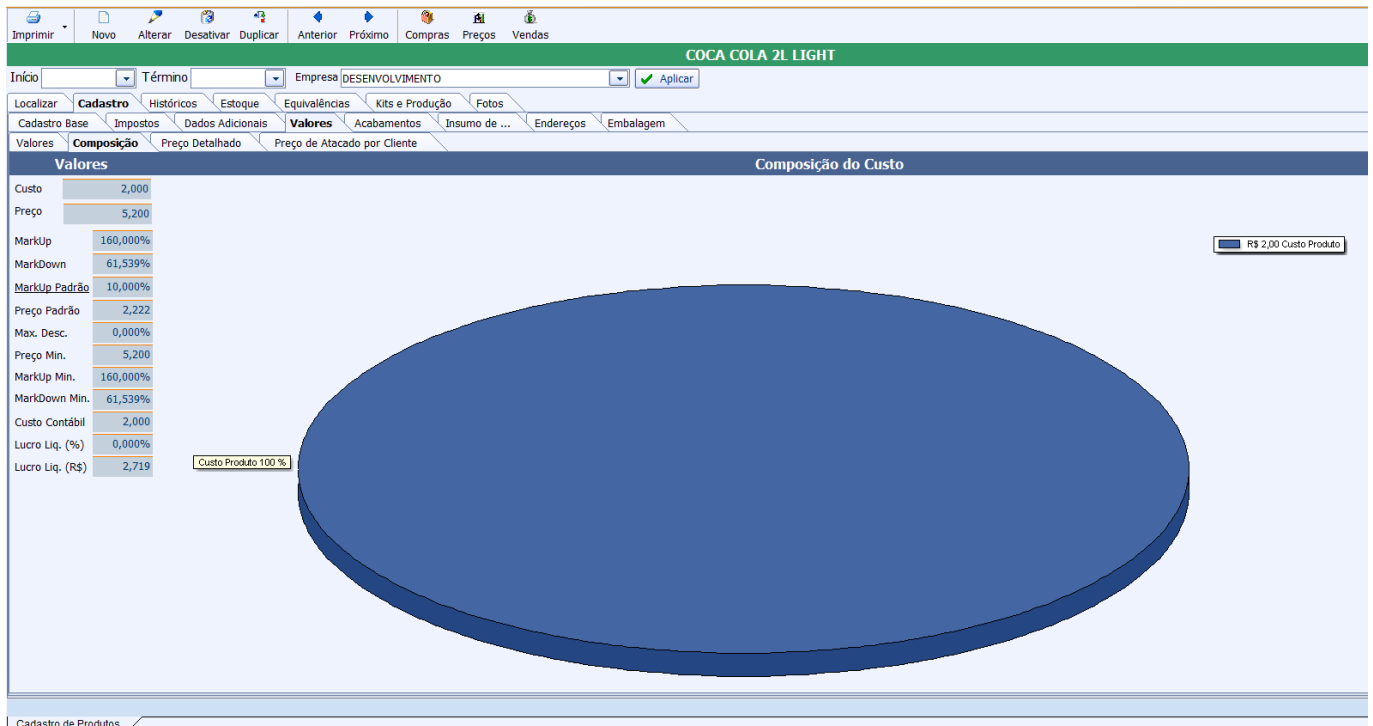 Imprimir Novo Alterar Desativar Duplicar Anterior Próximo Compras Preços Vendas
COCA COLA 2L LIGHT
Início Término Empresa DESENVOLVIMENTO Aplicar
Localizar Cadastro Históricos Estoque Equivalências Kits e Produção Fotos
Cadastro Base Impostos Dados Adicionais Valores Acabamentos Insumo de ... Endereços Embalagem
Valores Composição Preço Detalhado Preço de Atacado por Cliente
Valores Composição do Custo
Custo 2,000
Preço 5,200
MarkUp 160,000%
R$ 2,00 Custo Produto
MarkDown 61,539%
MarkUp Padrão 10,000%
Preço Padrão 2,222
Max. Desc. 0,000%
Preço Min. 5,200
MarkUp Min. 160,000%
MarkDown Min. 61,539%
Custo Contábil 2,000
Lucro Liq. (%) 0,000%
Lucro Liq. (R$) 2,719
Custo Produto 100 %
Cadastro de Produtos